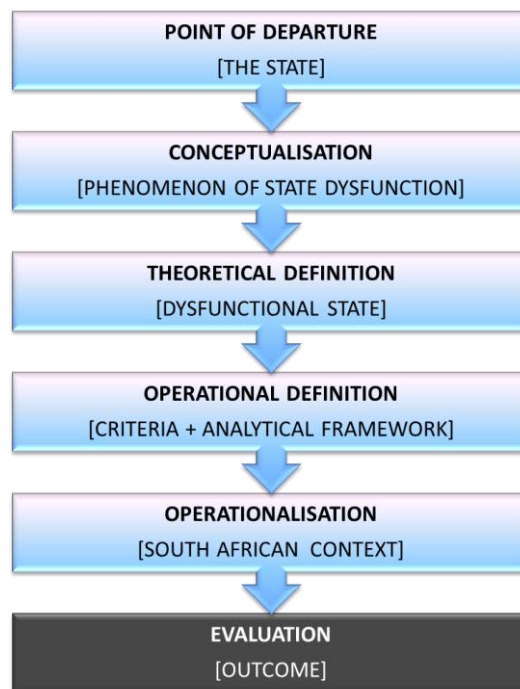 POINT OF DEPARTURE
[THE STATE]
CONCEPTUALISATION
[PHENOMENON OF STATE DYSFUNCTION]
THEORETICAL DEFINITION
[DYSFUNCTIONAL STATE]
OPERATIONAL DEFINITION
[CRITERIA + ANALYTICAL FRAMEWORK]
OPERATIONALISATION
[SOUTH AFRICAN CONTEXT]
EVALUATION
[OUTCOME]